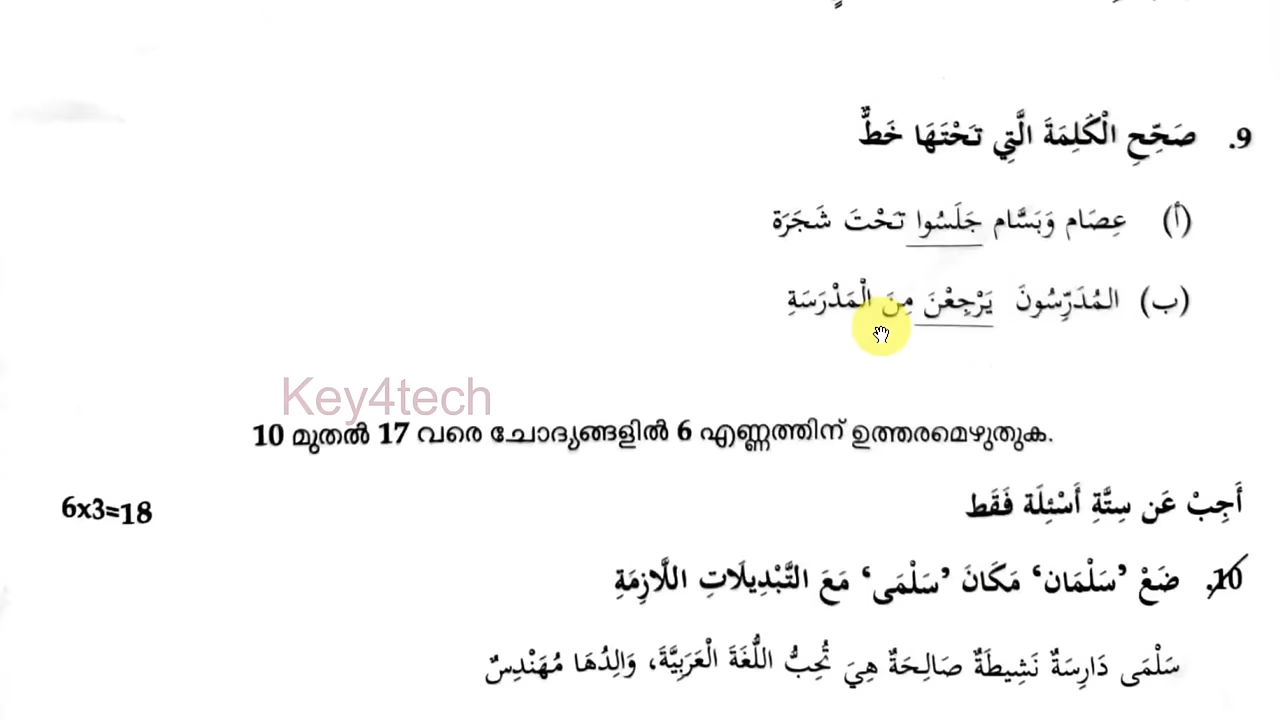 9. صَحِّحِ الْكَلِمَةَ الَّتِي تَحْتَهَا خَطٌّ
(أ) عِصَام وَبَسَّام جَلَسُوا تَحْتَ شَجَرَة
(ب) المُدَرِّسُونَ يَرْجِعْنَ مِنَ الْمَدْرَسَةِ
Key4tech
10 മുതൽ 17 വരെ ചോദ്യങ്ങളിൽ 6 എണ്ണത്തിന് ഉത്തരമെഴുതുക.
أَجِبْ عَن سِتَّةِ أَسْئِلَة فَقَط 6x3=18
10. ضَعْ ’سَلْمَان‘ مَكَانَ ’سَلْمَى‘ مَعَ التَّبْدِيلَاتِ اللَّازِمَةِ
سَلْمَى دَارِسَةٌ نَشِيطَةٌ صَالِحَةٌ هِيَ تُحِبُّ اللُّغَةَ الْعَرَبِيَّةَ، وَالِدُهَا مُهَنْدِسٌ